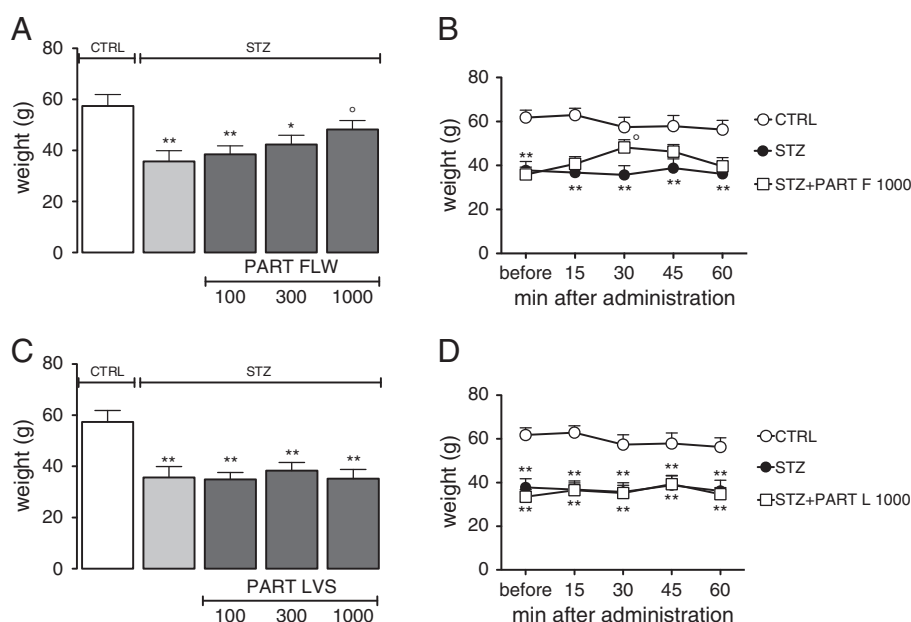 A
CTRL STZ
80
60
40
20
0
weight (g)
** ** * °
PART FLW
100 300 1000
B
80
60
40
20
0
weight (g)
**
°
** ** ** **
before 15 30 45 60
min after administration
CTRL
STZ
STZ+PART F 1000
C
CTRL STZ
80
60
40
20
0
weight (g)
** ** ** **
PART LVS
100 300 1000
D
80
60
40
20
0
weight (g)
** ** ** ** **
** ** ** ** **
before 15 30 45 60
min after administration
CTRL
STZ
STZ+PART L 1000